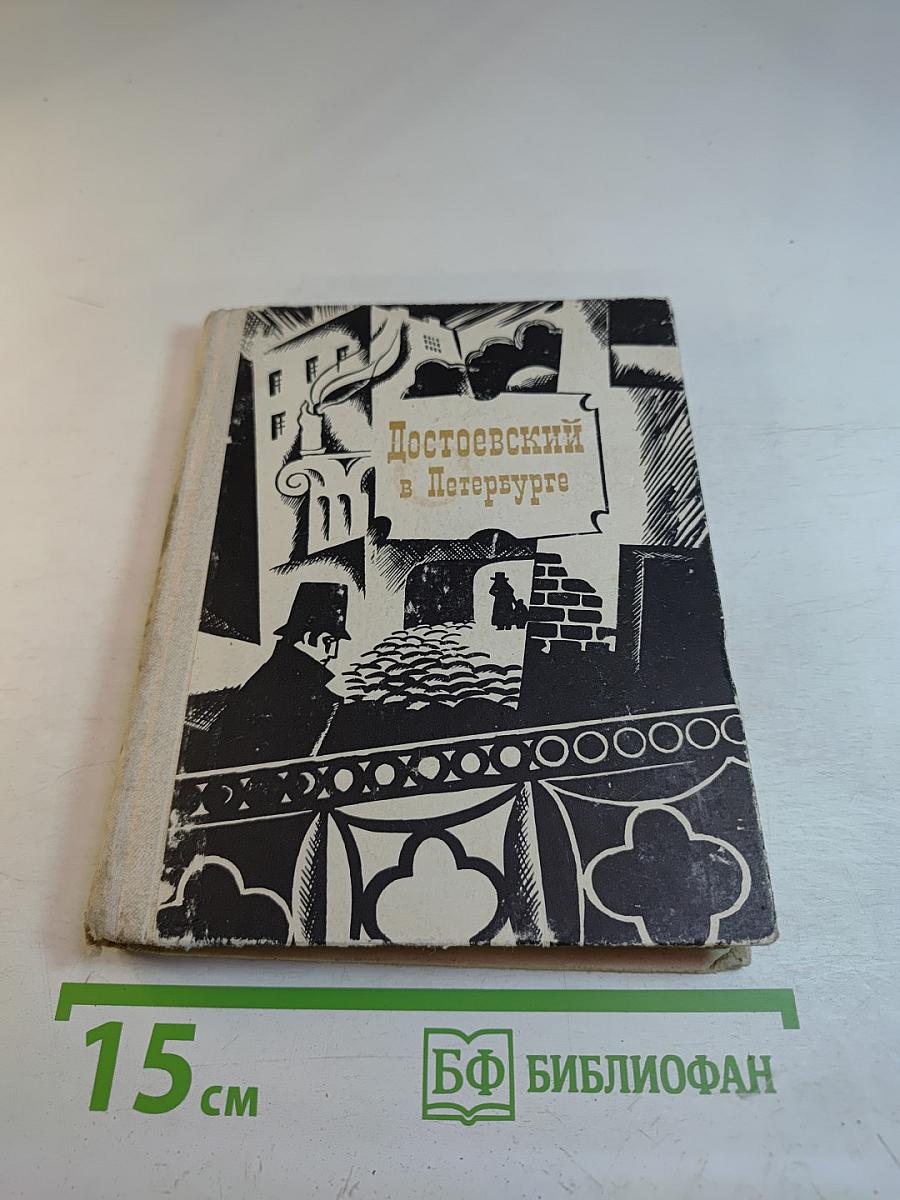 Достоевский
в Петербурге
15 см
БФ БИБЛИОФАН